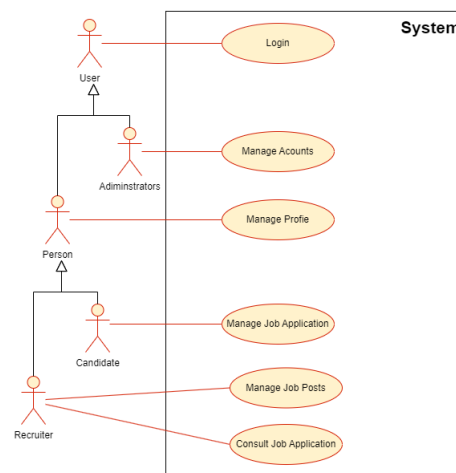 System
Login
User
Manage Acounts
Adiminstrators
Manage Profie
Person
Manage Job Application
Candidate
Manage Job Posts
Recruiter
Consult Job Application